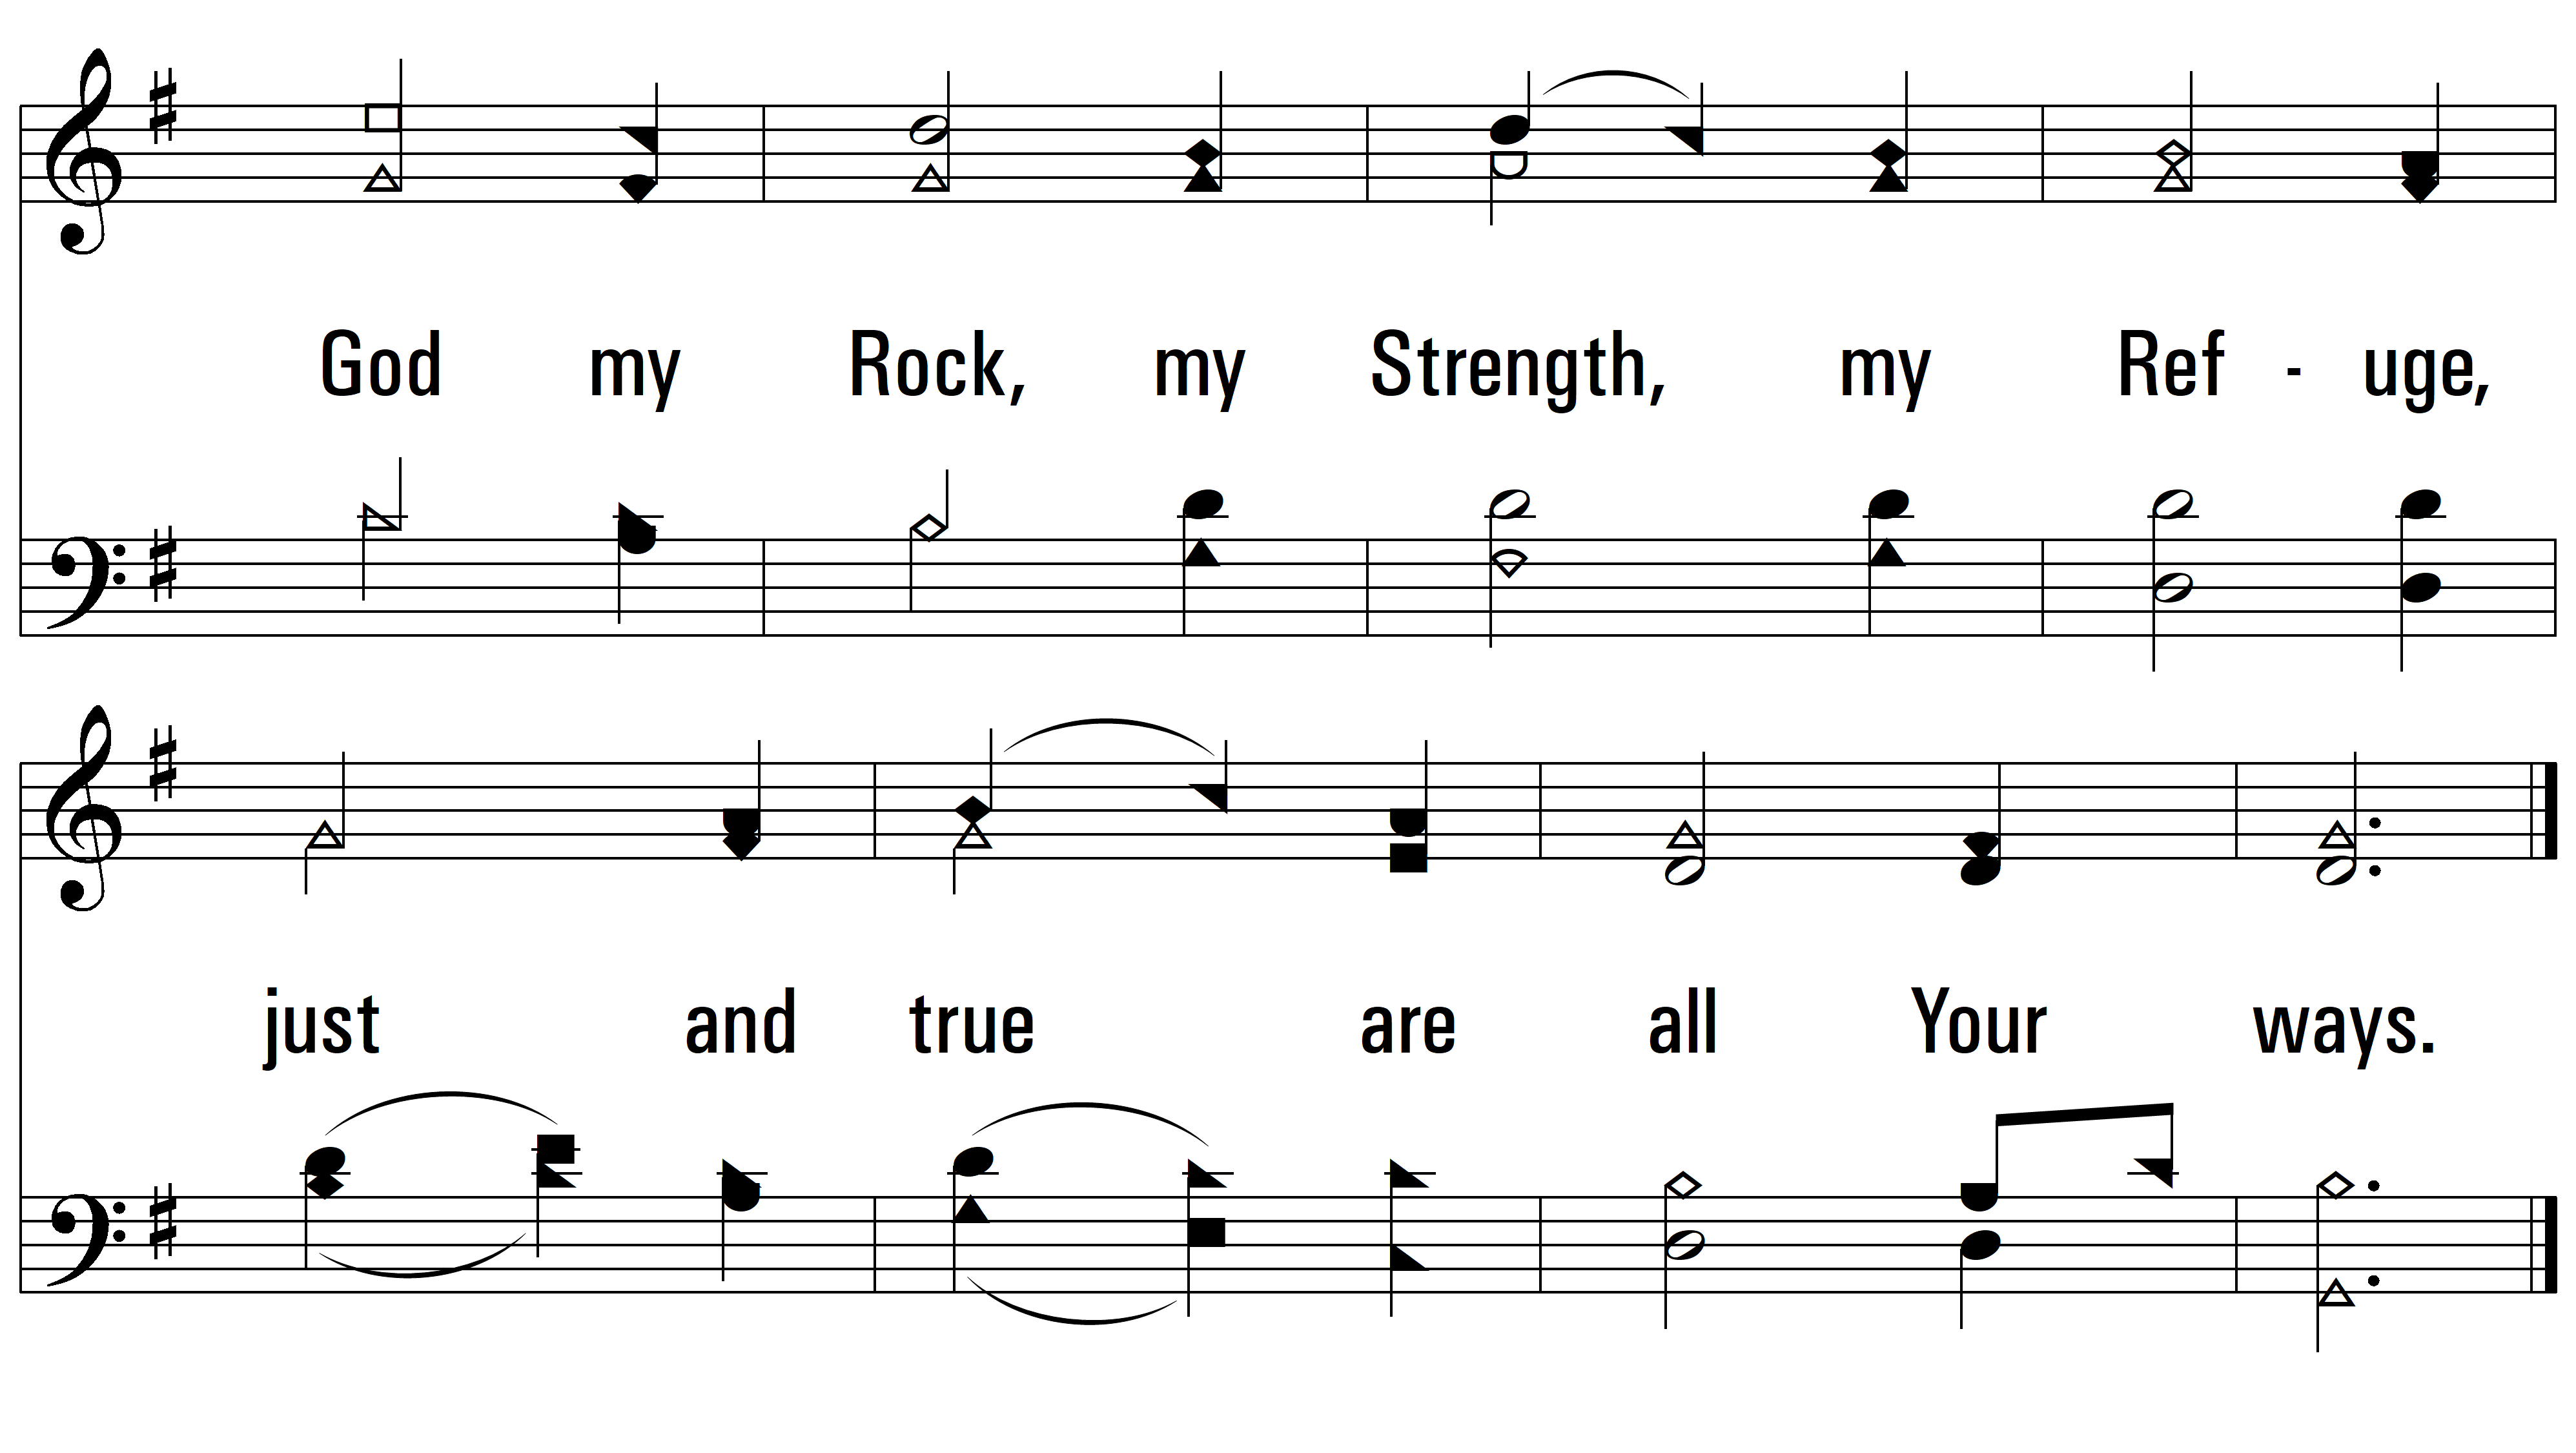 God my Rock, my Strength, my Ref - uge,
just and true are all Your ways.